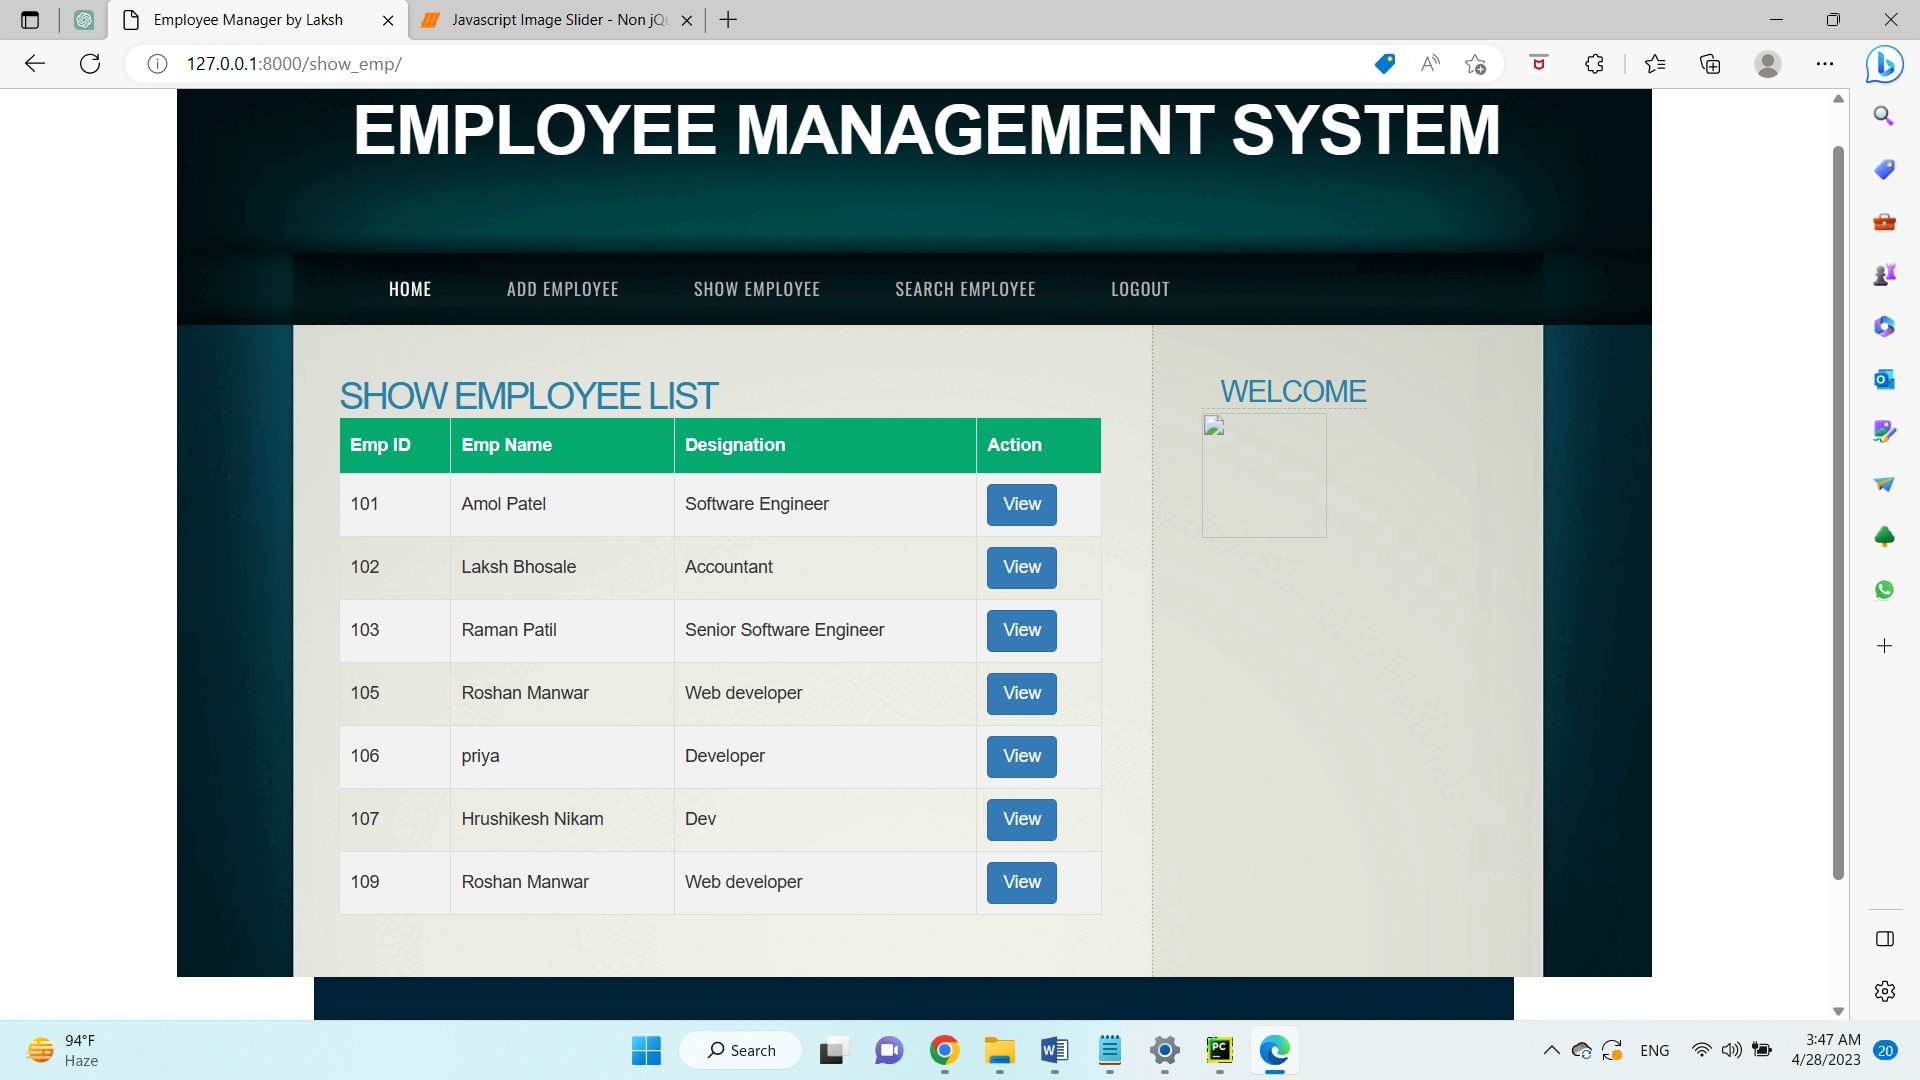 Employee Manager by Laksh
Javascript Image Slider - Non jQu
127.0.0.1:8000/show_emp/
EMPLOYEE MANAGEMENT SYSTEM
HOME ADD EMPLOYEE SHOW EMPLOYEE SEARCH EMPLOYEE LOGOUT
SHOW EMPLOYEE LIST
WELCOME
Emp ID Emp Name Designation Action
101 Amol Patel Software Engineer View
102 Laksh Bhosale Accountant View
103 Raman Patil Senior Software Engineer View
105 Roshan Manwar Web developer View
106 priya Developer View
107 Hrushikesh Nikam Dev View
109 Roshan Manwar Web developer View
94°F
Haze
Search
PC
ENG
3:47 AM
4/28/2023
20